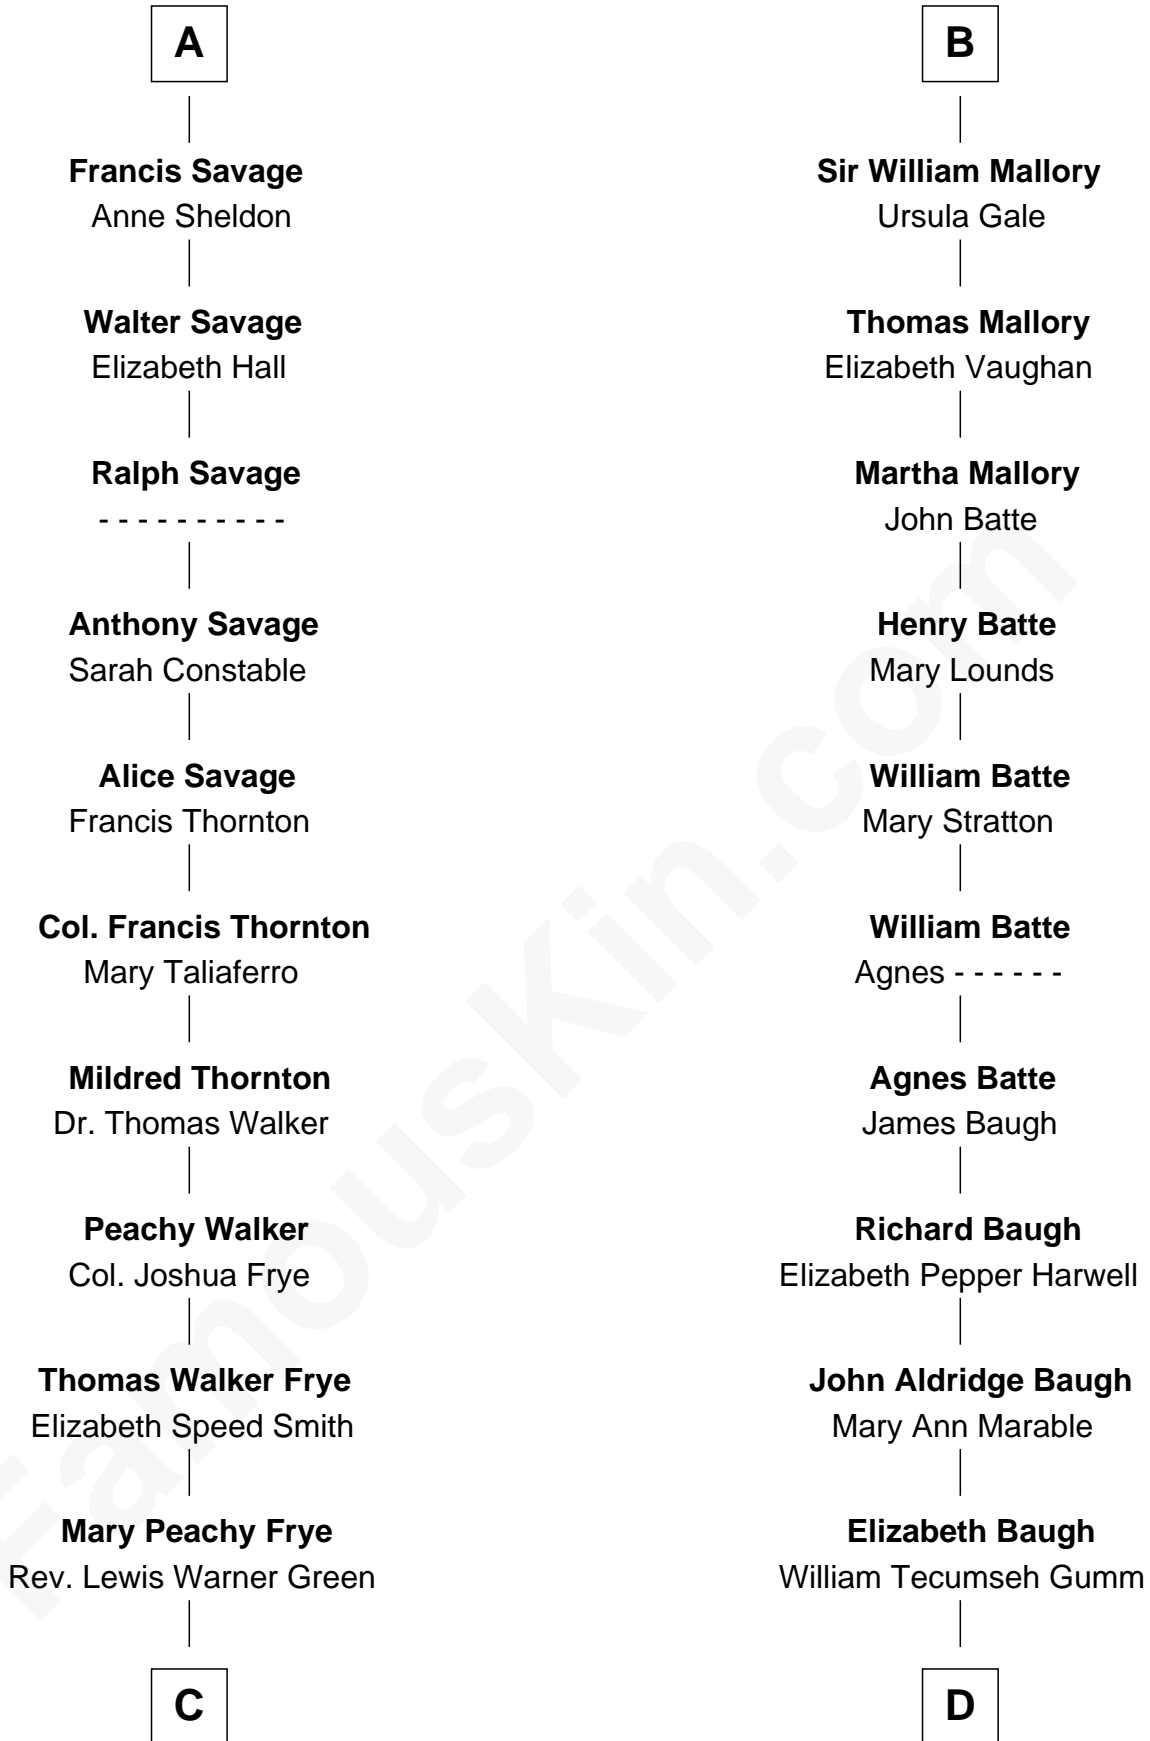 A
Francis Savage
Anne Sheldon
Walter Savage
Elizabeth Hall
Ralph Savage
- - - - - - - - - -
Anthony Savage
Sarah Constable
Alice Savage
Francis Thornton
Col. Francis Thornton
Mary Taliaferro
Mildred Thornton
Dr. Thomas Walker
Peachy Walker
Col. Joshua Frye
Thomas Walker Frye
Elizabeth Speed Smith
Mary Peachy Frye
Rev. Lewis Warner Green
C
B
Sir William Mallory
Ursula Gale
Thomas Mallory
Elizabeth Vaughan
Martha Mallory
John Batte
Henry Batte
Mary Lounds
William Batte
Mary Stratton
William Batte
Agnes - - - - - -
Agnes Batte
James Baugh
Richard Baugh
Elizabeth Pepper Harwell
John Aldridge Baugh
Mary Ann Marable
Elizabeth Baugh
William Tecumseh Gumm
D
FamousKin.com